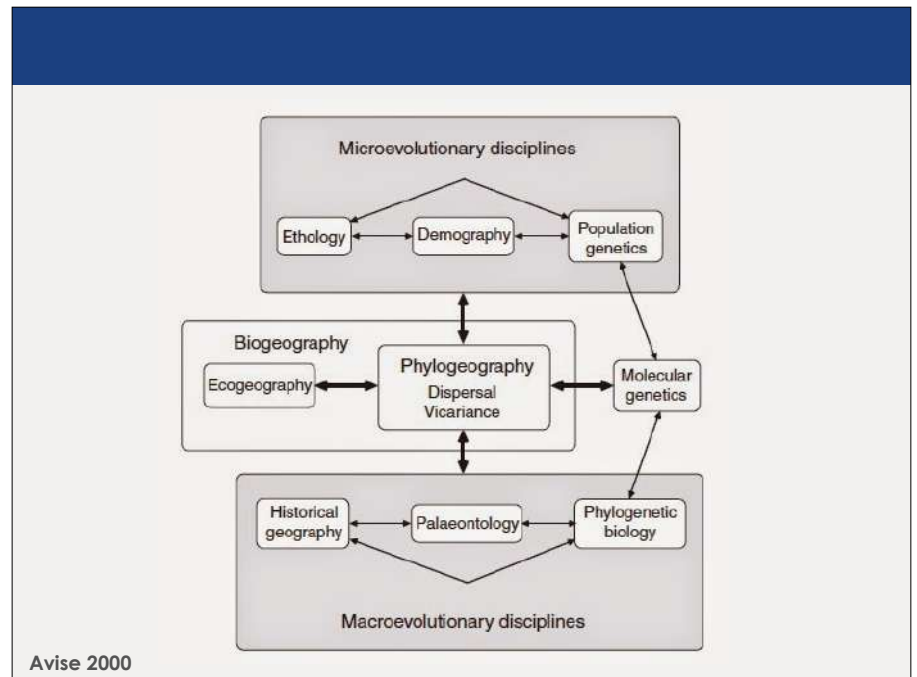 Microevolutionary disciplines
Ethology
Demography
Population
genetics
Biogeography
Ecogeography
Phylogeography
Dispersal
Vicariance
Molecular
genetics
Historical
geography
Palaeontology
Phylogenetic
biology
Macroevolutionary disciplines
Avise 2000